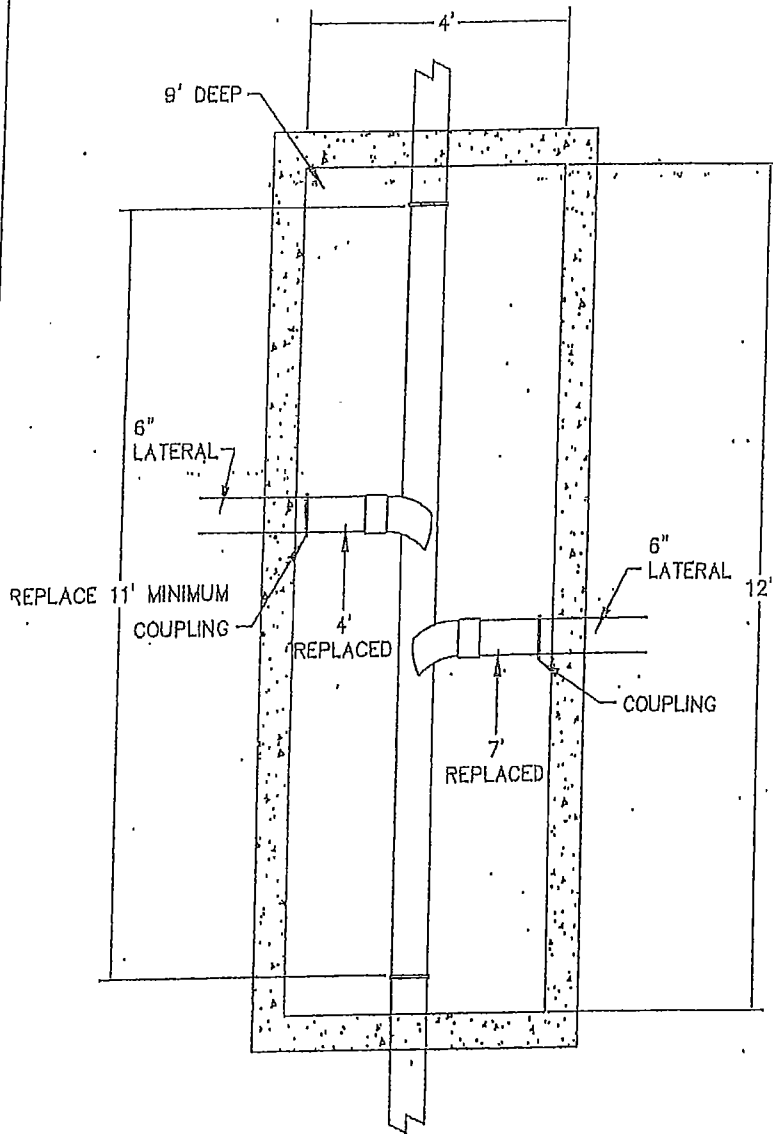 4'
9' DEEP
6"
LATERAL
REPLACE 11' MINIMUM
COUPLING
4'
REPLACED
6"
LATERAL
12'
COUPLING
7'
REPLACED